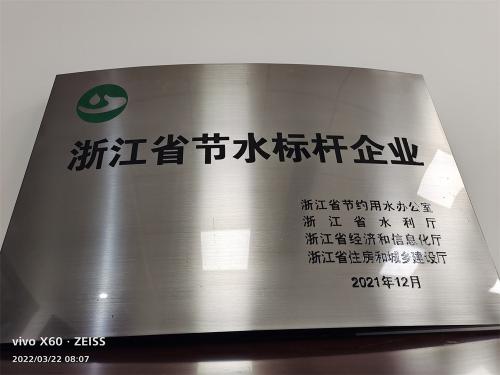 浙江省节水标杆企业
浙江省节约用水办公室
浙江省水利厅
浙江省经济和信息化厅
浙江省住房和城乡建设厅
2021年12月
vivo X60 · ZEISS
2022/03/22 08:07